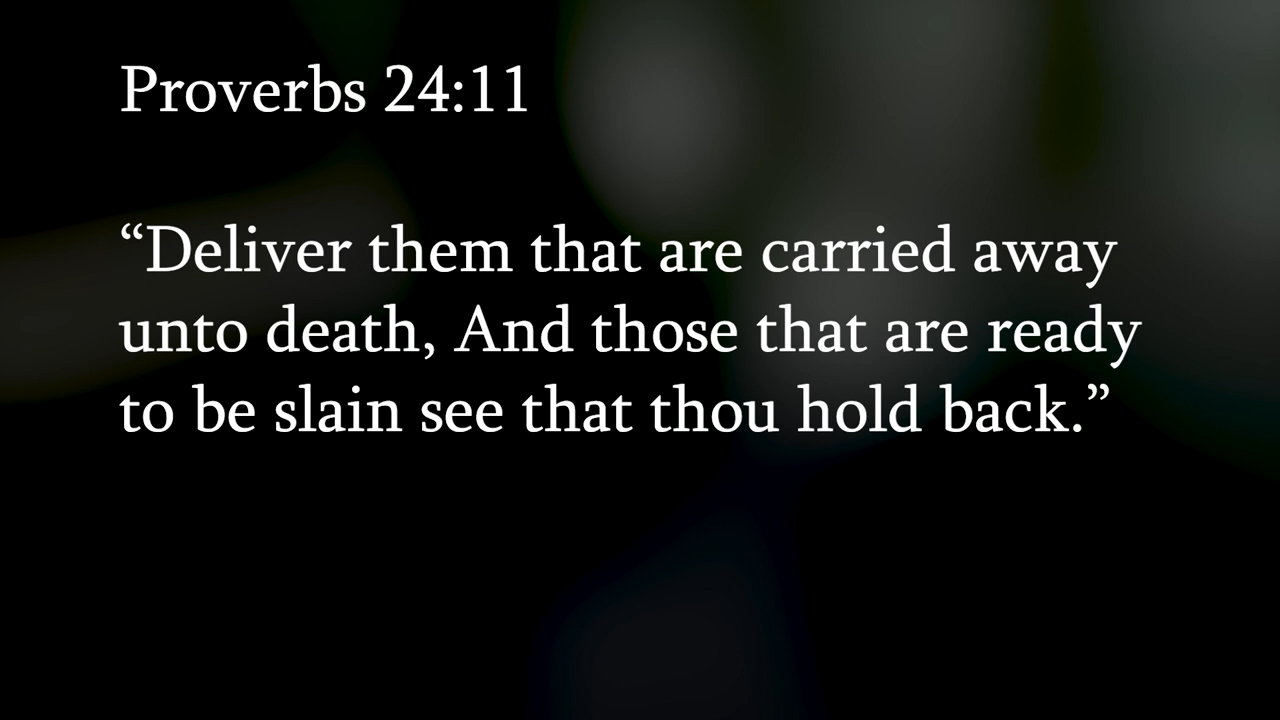 Proverbs 24:11
“Deliver them that are carried away
unto death, And those that are ready
to be slain see that thou hold back.”